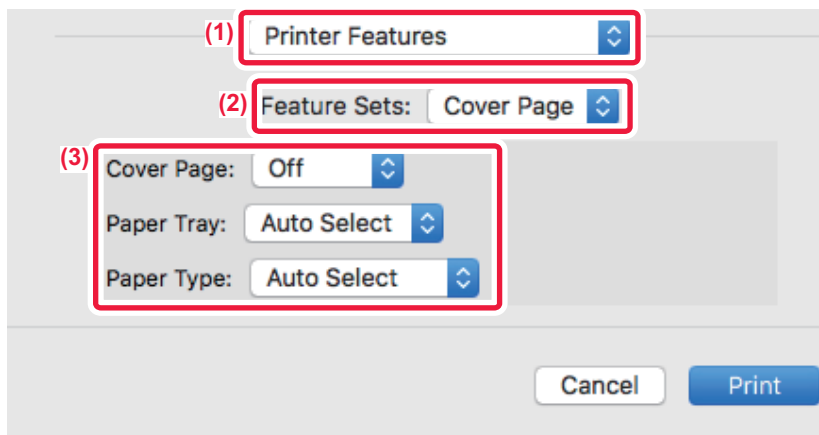 (1) Printer Features
(2) Feature Sets: Cover Page
(3) Cover Page: Off
Paper Tray: Auto Select
Paper Type: Auto Select
Cancel Print